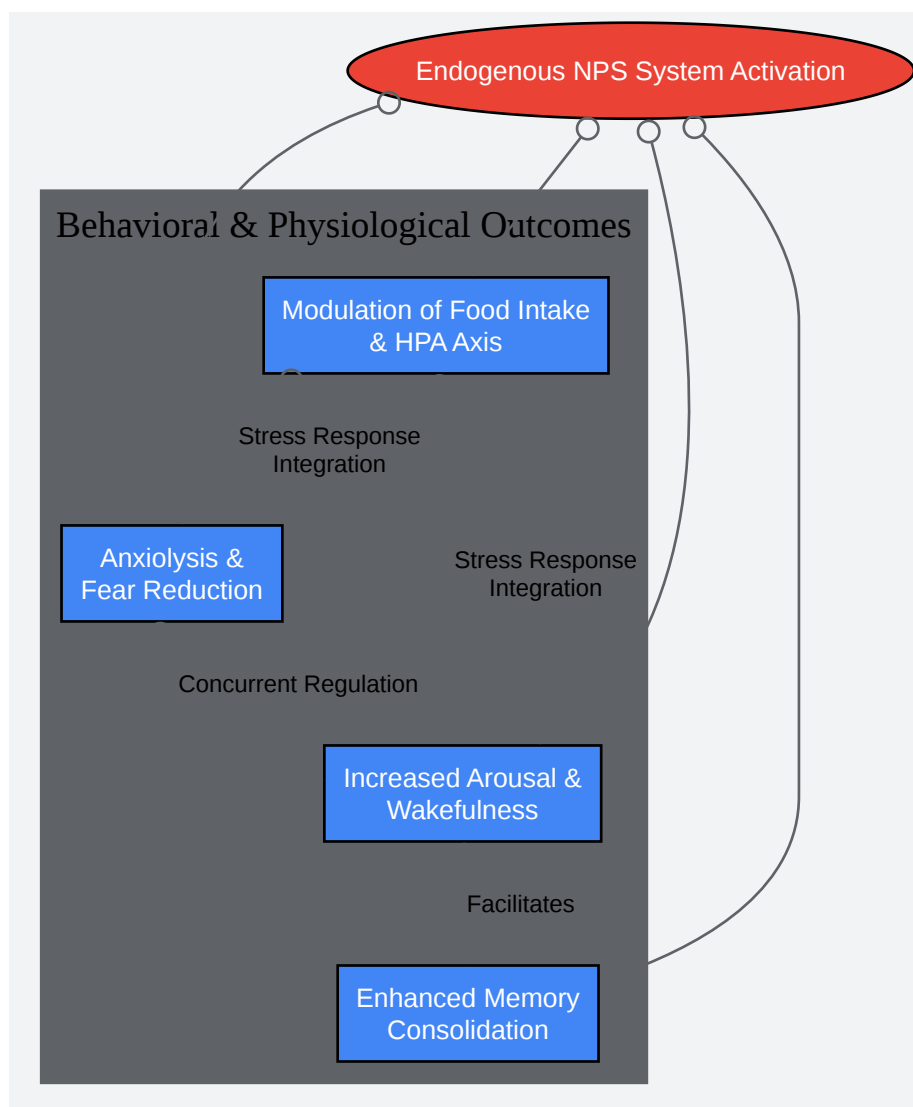 Endogenous NPS System Activation
Behavioral & Physiological Outcomes
Modulation of Food Intake
& HPA Axis
Stress Response
Integration
Anxiolysis &
Fear Reduction
Stress Response
Integration
Concurrent Regulation
Increased Arousal &
Wakefulness
Facilitates
Enhanced Memory
Consolidation